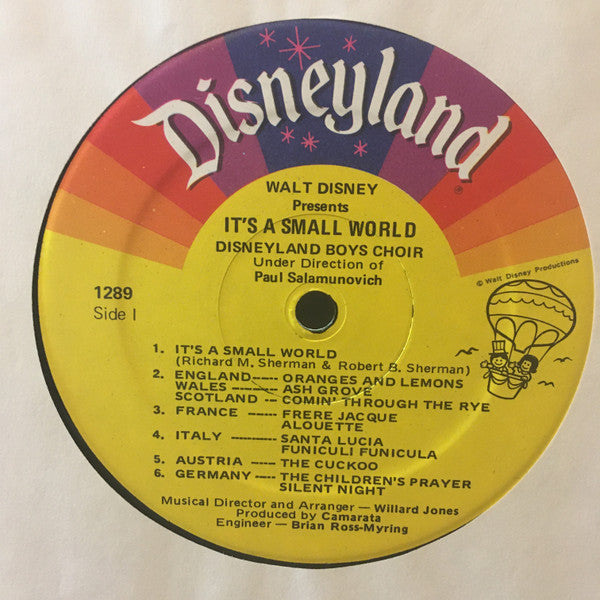 Disneyland
®
WALT DISNEY
Presents
IT'S A SMALL WORLD
DISNEYLAND BOYS CHOIR
Under Direction of
Paul Salamunovich
© Walt Disney Productions
1289
Side I
1. IT'S A SMALL WORLD
(Richard M. Sherman & Robert B. Sherman)
2. ENGLAND----- ORANGES AND LEMONS
WALES --------- ASH GROVE
SCOTLAND --- COMIN' THROUGH THE RYE
3. FRANCE ------ FRERE JACQUE
ALOUETTE
4. ITALY --------- SANTA LUCIA
FUNICULI FUNICULA
5. AUSTRIA ----- THE CUCKOO
6. GERMANY ----- THE CHILDREN'S PRAYER
SILENT NIGHT
Musical Director and Arranger — Willard Jones
Produced by Camarata
Engineer — Brian Ross-Myring